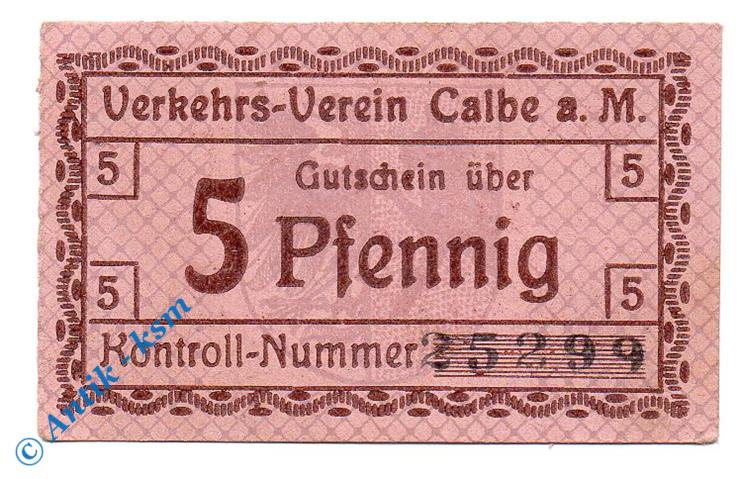 Verkehrs-Verein Calbe a. M.
5 5
Gutschein über
5 Pfennig
5 5
Kontroll-Nummer 25299
© Antik-ksm